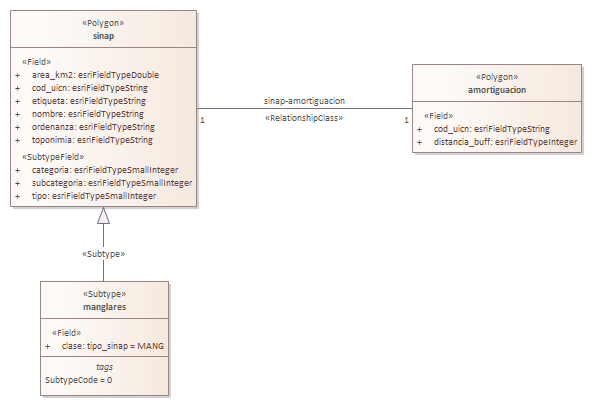 «Polygon»
sinap
«Field»
+ area_km2: esriFieldTypeDouble
+ cod_uicn: esriFieldTypeString
+ etiqueta: esriFieldTypeString
+ nombre: esriFieldTypeString
+ ordenanza: esriFieldTypeString
+ toponimia: esriFieldTypeString
«SubtypeField»
+ categoria: esriFieldTypeSmallInteger
+ subcategoria: esriFieldTypeSmallInteger
+ tipo: esriFieldTypeSmallInteger
sinap-amortiguacion
1
«RelationshipClass»
1
«Polygon»
amortiguacion
«Field»
+ cod_uicn: esriFieldTypeString
+ distancia_buff: esriFieldTypeInteger
«Subtype»
«Subtype»
manglares
«Field»
+ clase: tipo_sinap = MANG
tags
SubtypeCode = 0